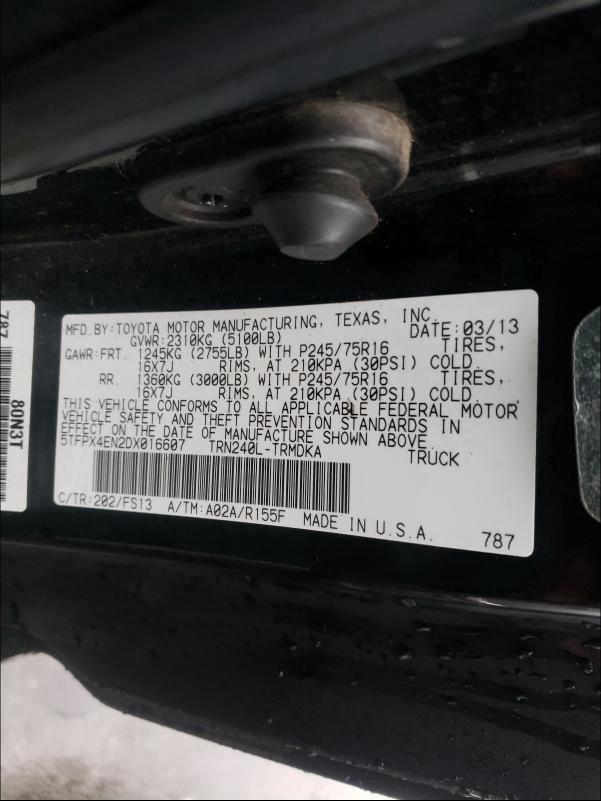 MFD.BY:TOYOTA MOTOR MANUFACTURING, TEXAS, INC.
GVWR:2310KG (5100LB) DATE:03/13
GAWR:FRT. 1245KG (2755LB) WITH P245/75R16 TIRES,
16X7J RIMS, AT 210KPA (30PSI) COLD.
RR. 1360KG (3000LB) WITH P245/75R16 TIRES,
16X7J RIMS, AT 210KPA (30PSI) COLD.
THIS VEHICLE CONFORMS TO ALL APPLICABLE FEDERAL MOTOR
VEHICLE SAFETY AND THEFT PREVENTION STANDARDS IN
EFFECT ON THE DATE OF MANUFACTURE SHOWN ABOVE.
5TFPX4EN2DX016607 TRN240L-TRMDKA TRUCK
C/TR:202/FS13 A/TM:A02A/R155F MADE IN U.S.A. 787
787
80N3T